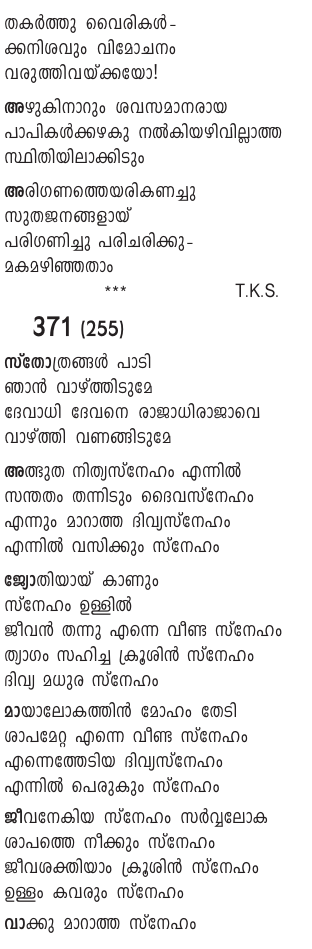 തകർത്തു വൈരികൾ-
ക്കനിശവും വിമോചനം
വരുത്തിവയ്ക്കയോ!
അഴുകിനാറും ശവസമാനരായ
പാപികൾക്കഴകു നൽകിയഴിവില്ലാത്ത
സ്ഥിതിയിലാക്കിടും
അരിഗണത്തെയരികണച്ചു
സുതജനങ്ങളായ്
പരിഗണിച്ചു പരിചരിക്കു-
മകമഴിഞ്ഞതാം
*** T.K.S.
371 (255)
സ്തോത്രങ്ങൾ പാടി
ഞാൻ വാഴ്ത്തിടുമേ
ദേവാധി ദേവനെ രാജാധിരാജാവെ
വാഴ്ത്തി വണങ്ങിടുമേ
അത്ഭുത നിത്യസ്നേഹം എന്നിൽ
സന്തതം തന്നിടും ദൈവസ്നേഹം
എന്നും മാറാത്ത ദിവ്യസ്നേഹം
എന്നിൽ വസിക്കും സ്നേഹം
ജ്യോതിയായ് കാണും
സ്നേഹം ഉള്ളിൽ
ജീവൻ തന്നു എന്നെ വീണ്ട സ്നേഹം
ത്യാഗം സഹിച്ച ക്രൂശിൻ സ്നേഹം
ദിവ്യ മധുര സ്നേഹം
മായാലോകത്തിൻ മോഹം തേടി
ശാപമേറ്റ എന്നെ വീണ്ട സ്നേഹം
എന്നെത്തേടിയ ദിവ്യസ്നേഹം
എന്നിൽ പെരുകും സ്നേഹം
ജീവനേകിയ സ്നേഹം സർവ്വലോക
ശാപത്തെ നീക്കും സ്നേഹം
ജീവശക്തിയാം ക്രൂശിൻ സ്നേഹം
ഉള്ളം കവരും സ്നേഹം
വാക്കു മാറാത്ത സ്നേഹം